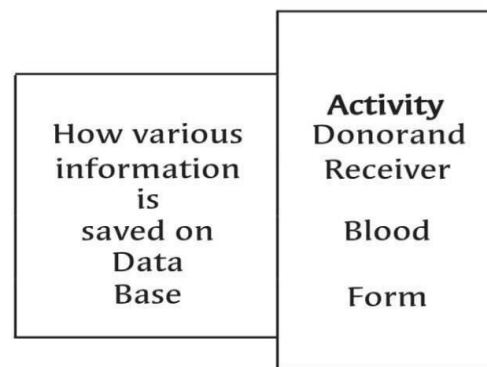 How various
information
is
saved on
Data
Base
Activity
Donorand
Receiver
Blood
Form